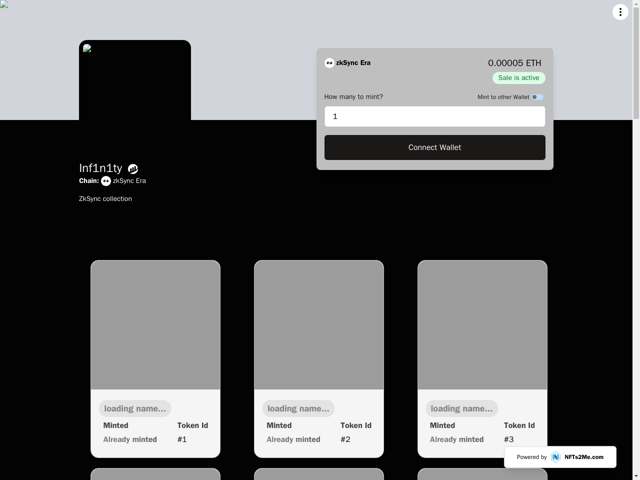 zkSync Era
0.00005 ETH
Sale is active
How many to mint?
Mint to other Wallet
1
Connect Wallet
Inf1n1ty
Chain: zkSync Era
ZkSync collection
loading name...
Minted Token Id
Already minted #1
loading name...
Minted Token Id
Already minted #2
loading name...
Minted Token Id
Already minted #3
Powered by NFTs2Me.com